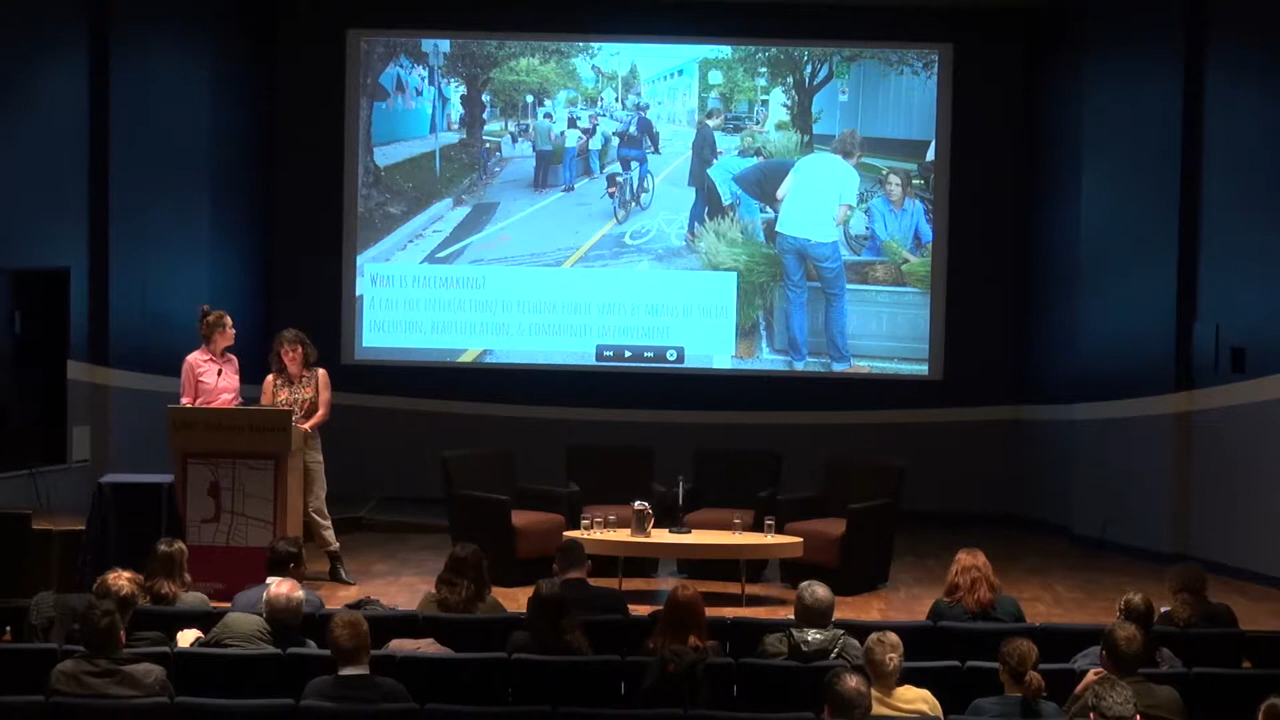 What is placemaking?
A call for inter(action) to rethink public spaces by means of social
inclusion, beautification, & community improvement